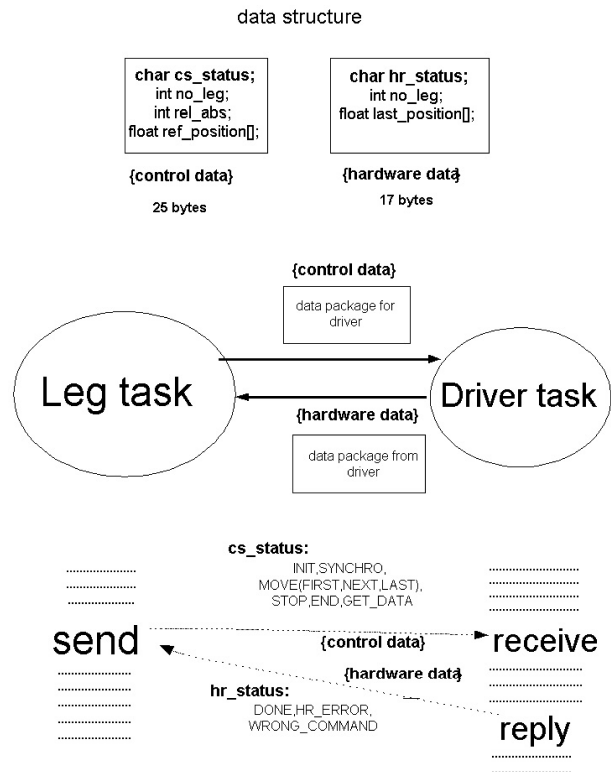 data structure
char cs_status;
int no_leg;
int rel_abs;
float ref_position[];
char hr_status;
int no_leg;
float last_position[];
{control data}
25 bytes
{hardware data}
17 bytes
{control data}
data package for
driver
Leg task
Driver task
{hardware data}
data package from
driver
cs_status:
INIT,SYNCHRO,
MOVE(FIRST,NEXT,LAST),
STOP,END,GET_DATA
send
{control data}
receive
{hardware data}
hr_status:
DONE,HR_ERROR,
WRONG_COMMAND
reply